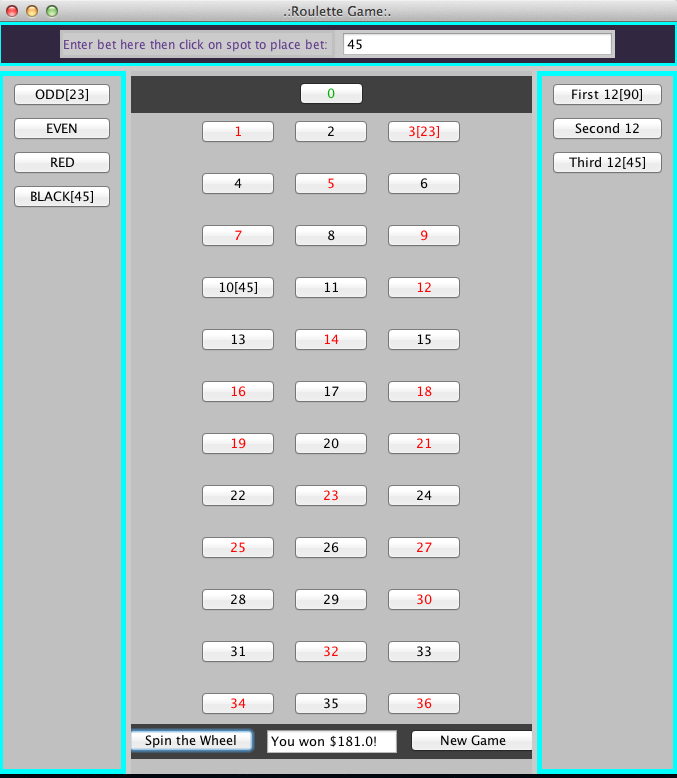 .:Roulette Game:.
Enter bet here then click on spot to place bet: 45
ODD[23]
EVEN
RED
BLACK[45]
0
1 2 3[23]
4 5 6
7 8 9
10[45] 11 12
13 14 15
16 17 18
19 20 21
22 23 24
25 26 27
28 29 30
31 32 33
34 35 36
First 12[90]
Second 12
Third 12[45]
Spin the Wheel You won $181.0! New Game